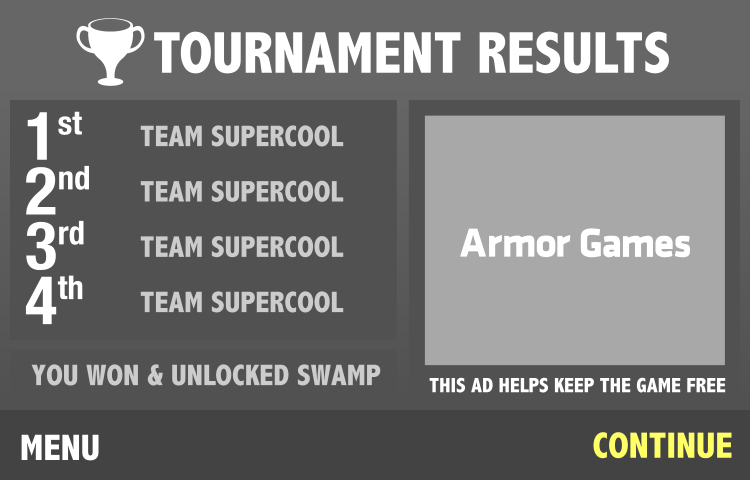 TOURNAMENT RESULTS
1st TEAM SUPERCOOL
2nd TEAM SUPERCOOL
3rd TEAM SUPERCOOL
4th TEAM SUPERCOOL
YOU WON & UNLOCKED SWAMP
Armor Games
THIS AD HELPS KEEP THE GAME FREE
MENU
CONTINUE